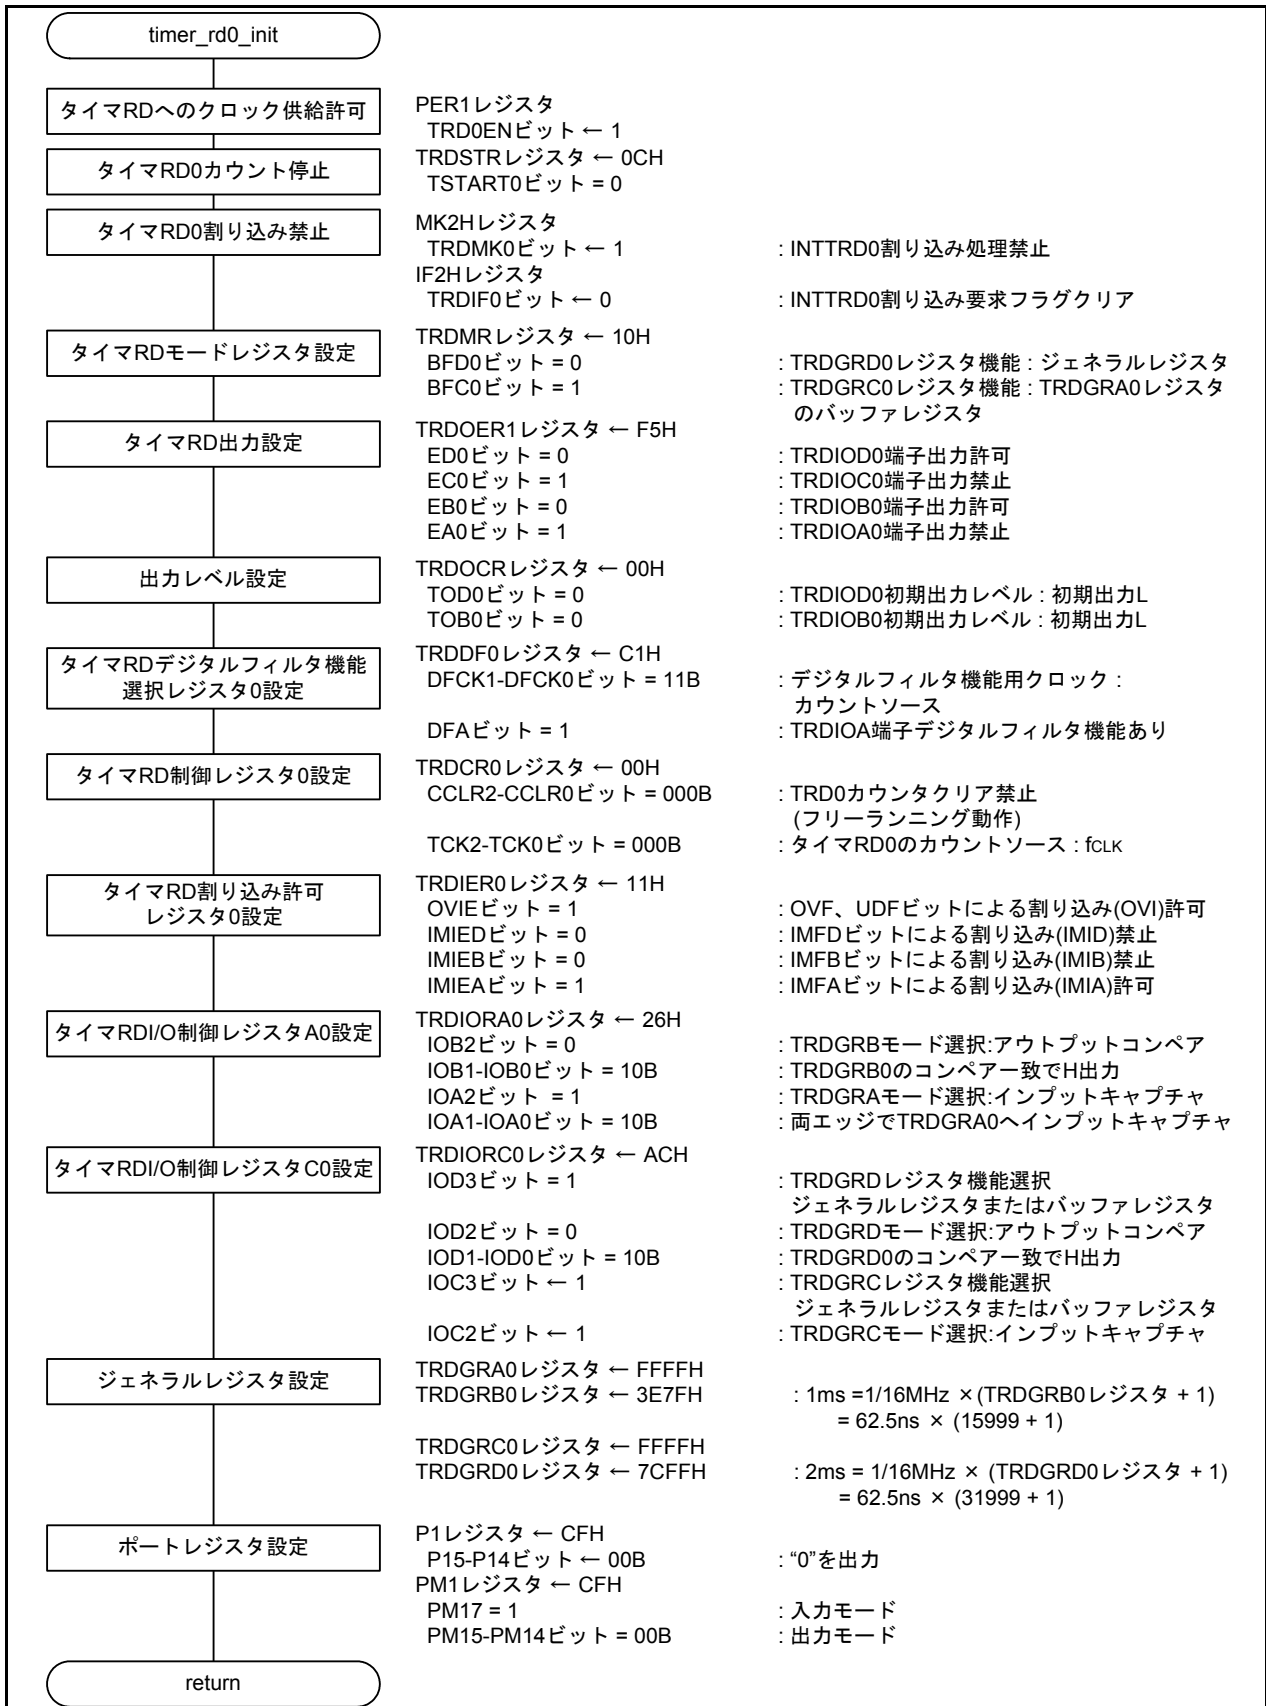 timer_rd0_init
タイマRDへのクロック供給許可
PER1レジスタ
TRD0ENビット ← 1
タイマRD0カウント停止
TRDSTRレジスタ ← 0CH
TSTART0ビット = 0
タイマRD0割り込み禁止
MK2Hレジスタ
TRDMK0ビット ← 1 : INTTRD0割り込み処理禁止
IF2Hレジスタ
TRDIF0ビット ← 0 : INTTRD0割り込み要求フラグクリア
タイマRDモードレジスタ設定
TRDMRレジスタ ← 10H
BFD0ビット = 0 : TRDGRD0レジスタ機能 : ジェネラルレジスタ
BFC0ビット = 1 : TRDGRC0レジスタ機能 : TRDGRA0レジスタ
のバッファレジスタ
タイマRD出力設定
TRDOER1レジスタ ← F5H
ED0ビット = 0 : TRDIOD0端子出力許可
EC0ビット = 1 : TRDIOC0端子出力禁止
EB0ビット = 0 : TRDIOB0端子出力許可
EA0ビット = 1 : TRDIOA0端子出力禁止
出力レベル設定
TRDOCRレジスタ ← 00H
TOD0ビット = 0 : TRDIOD0初期出力レベル : 初期出力L
TOB0ビット = 0 : TRDIOB0初期出力レベル : 初期出力L
タイマRDデジタルフィルタ機能
選択レジスタ0設定
TRDDF0レジスタ ← C1H
DFCK1-DFCK0ビット = 11B : デジタルフィルタ機能用クロック :
カウントソース
DFAビット = 1 : TRDIOA端子デジタルフィルタ機能あり
タイマRD制御レジスタ0設定
TRDCR0レジスタ ← 00H
CCLR2-CCLR0ビット = 000B : TRD0カウンタクリア禁止
(フリーランニング動作)
TCK2-TCK0ビット = 000B : タイマRD0のカウントソース : fCLK
タイマRD割り込み許可
レジスタ0設定
TRDIER0レジスタ ← 11H
OVIEビット = 1 : OVF、UDFビットによる割り込み(OVI)許可
IMIEDビット = 0 : IMFDビットによる割り込み(IMID)禁止
IMIEBビット = 0 : IMFBビットによる割り込み(IMIB)禁止
IMIEAビット = 1 : IMFAビットによる割り込み(IMIA)許可
タイマRDI/O制御レジスタA0設定
TRDIORA0レジスタ ← 26H
IOB2ビット = 0 : TRDGRBモード選択:アウトプットコンペア
IOB1-IOB0ビット = 10B : TRDGRB0のコンペア一致でH出力
IOA2ビット = 1 : TRDGRAモード選択:インプットキャプチャ
IOA1-IOA0ビット = 10B : 両エッジでTRDGRA0へインプットキャプチャ
タイマRDI/O制御レジスタC0設定
TRDIORC0レジスタ ← ACH
IOD3ビット = 1 : TRDGRDレジスタ機能選択
ジェネラルレジスタまたはバッファレジスタ
IOD2ビット = 0 : TRDGRDモード選択:アウトプットコンペア
IOD1-IOD0ビット = 10B : TRDGRD0のコンペア一致でH出力
IOC3ビット ← 1 : TRDGRCレジスタ機能選択
ジェネラルレジスタまたはバッファレジスタ
IOC2ビット ← 1 : TRDGRCモード選択:インプットキャプチャ
ジェネラルレジスタ設定
TRDGRA0レジスタ ← FFFFH
TRDGRB0レジスタ ← 3E7FH : 1ms =1/16MHz ×(TRDGRB0レジスタ + 1)
= 62.5ns × (15999 + 1)
TRDGRC0レジスタ ← FFFFH
TRDGRD0レジスタ ← 7CFFH : 2ms = 1/16MHz × (TRDGRD0レジスタ + 1)
= 62.5ns × (31999 + 1)
ポートレジスタ設定
P1レジスタ ← CFH
P15-P14ビット ← 00B : “0”を出力
PM1レジスタ ← CFH
PM17 = 1 : 入力モード
PM15-PM14ビット = 00B : 出力モード
return